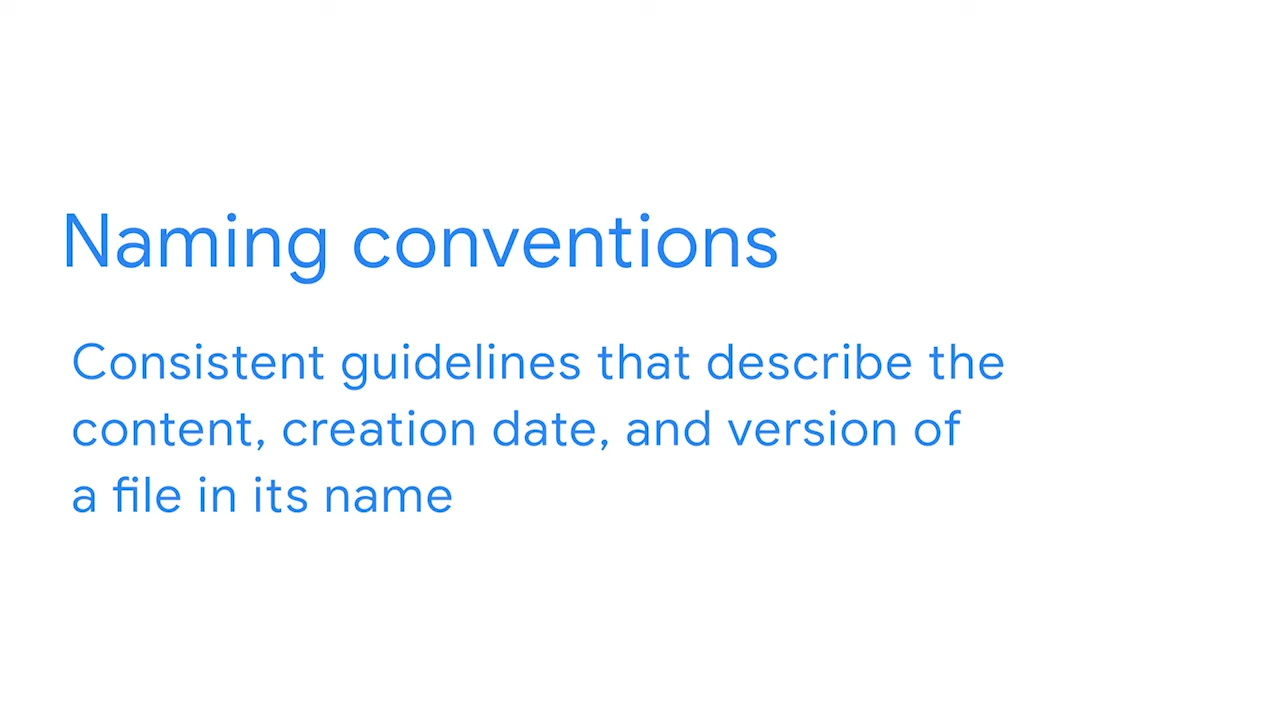 Naming conventions
Consistent guidelines that describe the
content, creation date, and version of
a file in its name